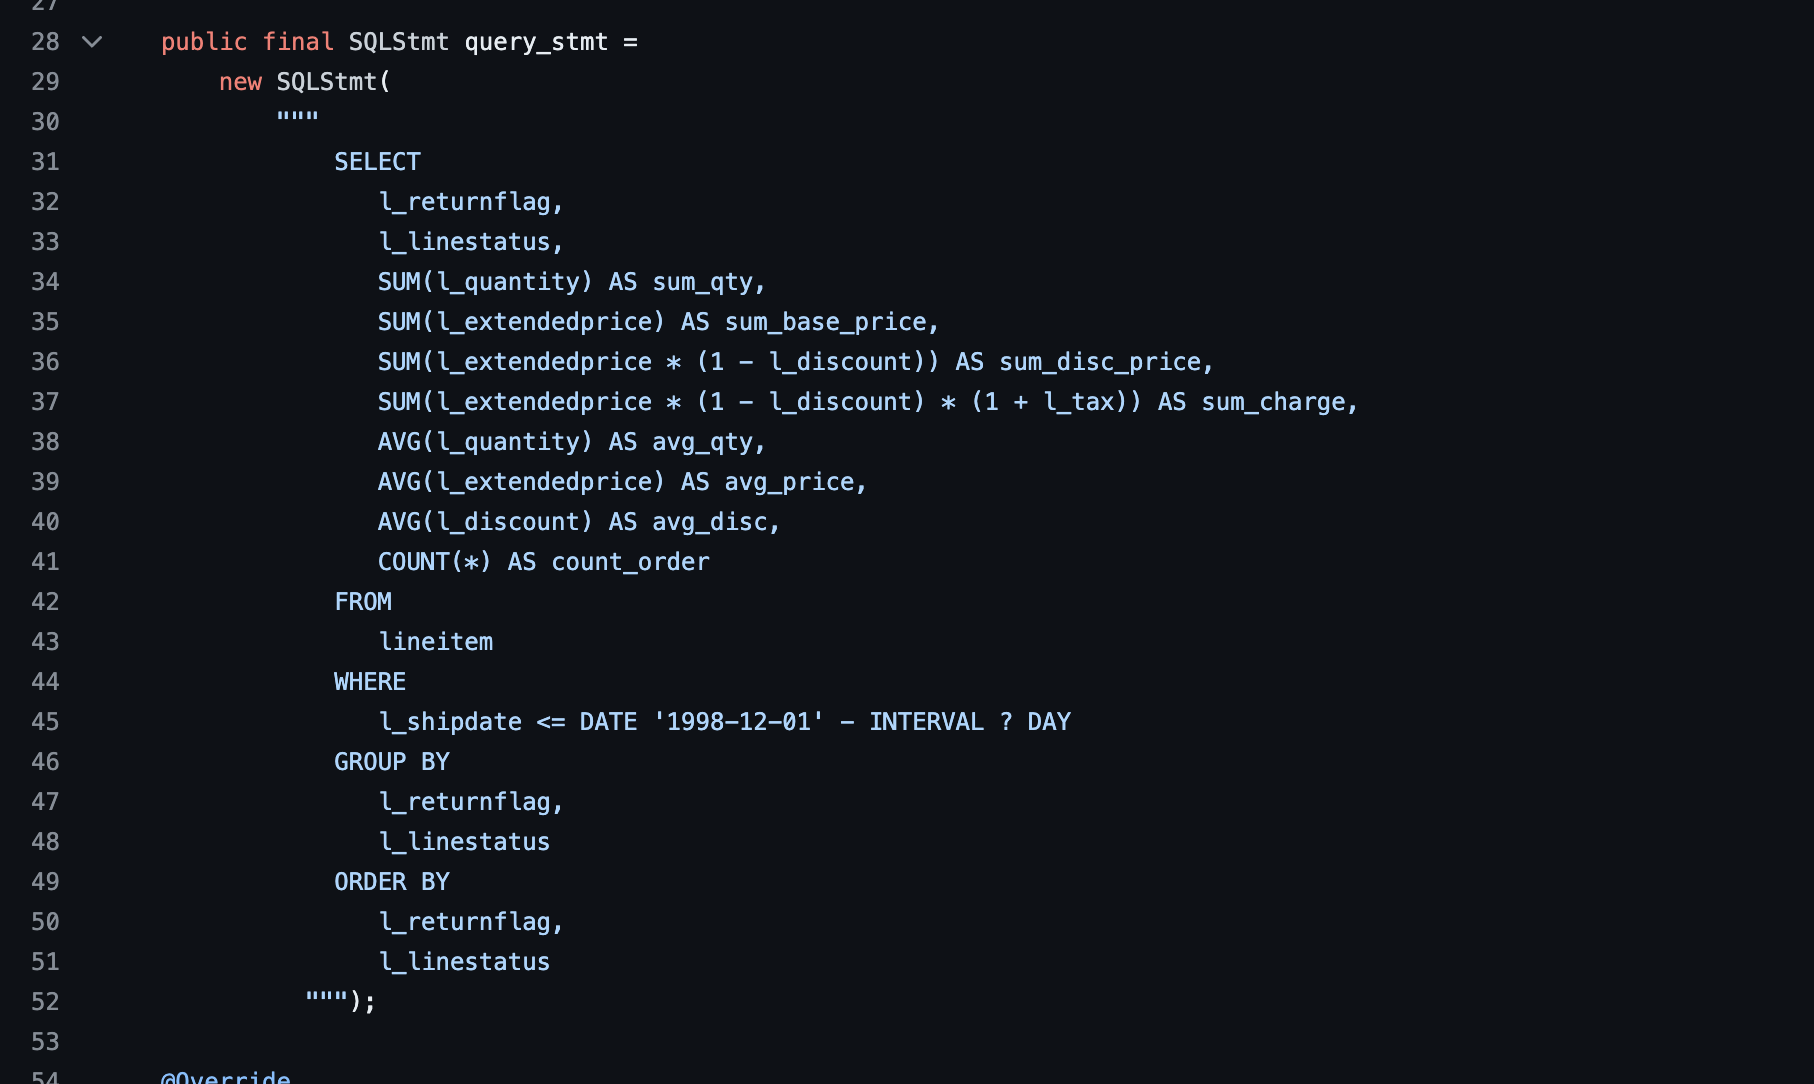 27
28 public final SQLStmt query_stmt =
29 new SQLStmt(
30 """
31 SELECT
32 l_returnflag,
33 l_linestatus,
34 SUM(l_quantity) AS sum_qty,
35 SUM(l_extendedprice) AS sum_base_price,
36 SUM(l_extendedprice * (1 - l_discount)) AS sum_disc_price,
37 SUM(l_extendedprice * (1 - l_discount) * (1 + l_tax)) AS sum_charge,
38 AVG(l_quantity) AS avg_qty,
39 AVG(l_extendedprice) AS avg_price,
40 AVG(l_discount) AS avg_disc,
41 COUNT(*) AS count_order
42 FROM
43 lineitem
44 WHERE
45 l_shipdate <= DATE '1998-12-01' - INTERVAL ? DAY
46 GROUP BY
47 l_returnflag,
48 l_linestatus
49 ORDER BY
50 l_returnflag,
51 l_linestatus
52 """);
53
54 @Override